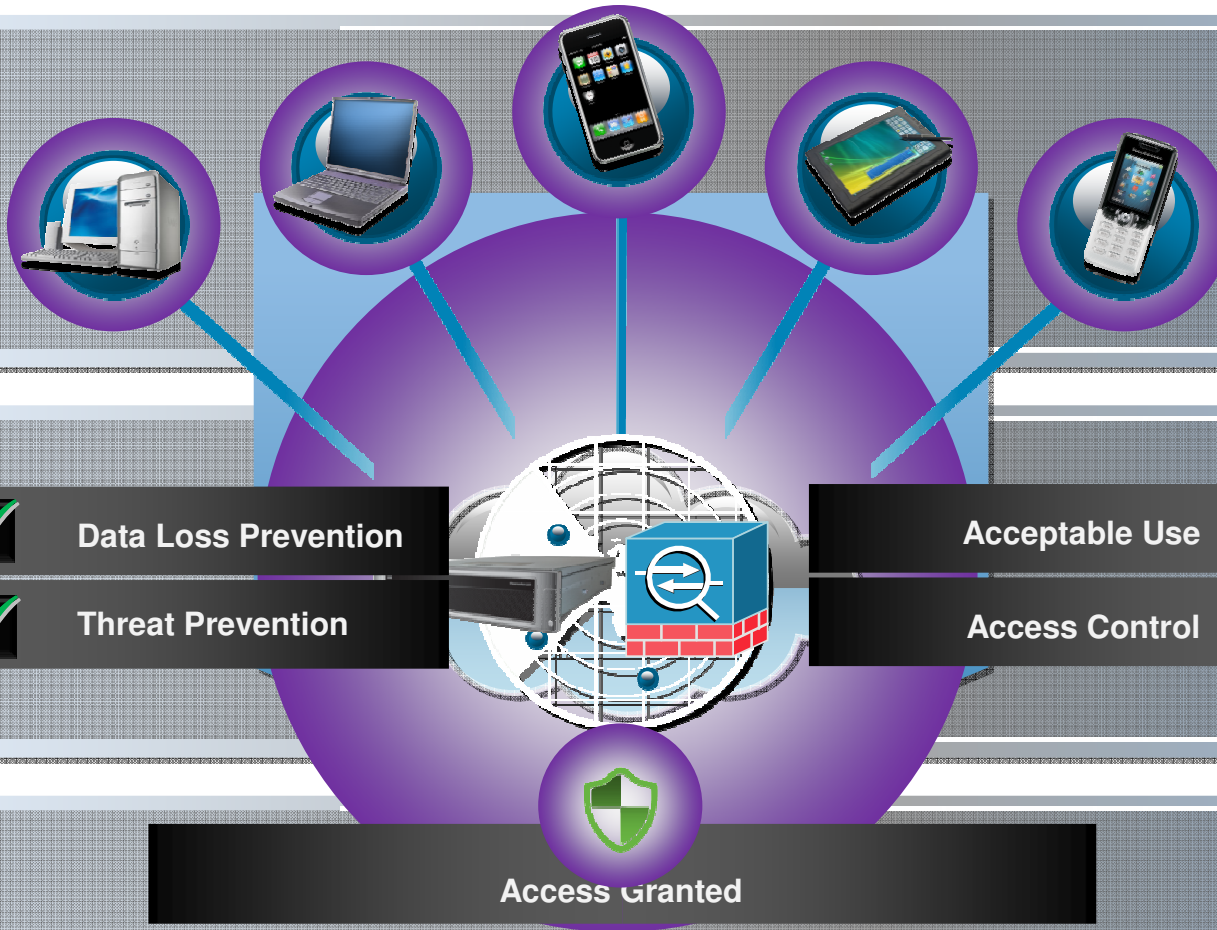 Data Loss Prevention
Acceptable Use
Threat Prevention
Access Control
Access Granted